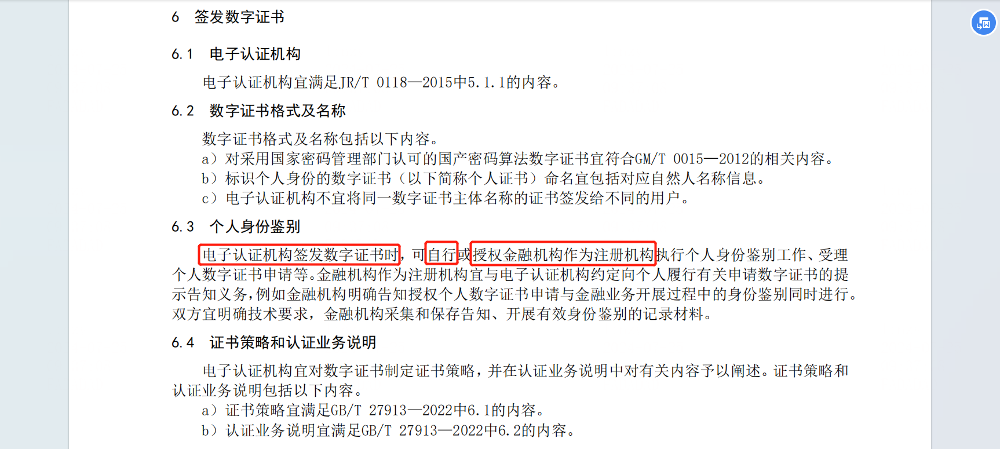 6 签发数字证书
6.1 电子认证机构
电子认证机构宜满足JR/T 0118—2015中5.1.1的内容。
6.2 数字证书格式及名称
数字证书格式及名称包括以下内容。
a）对采用国家密码管理部门认可的国产密码算法数字证书宜符合GM/T 0015—2012的相关内容。
b）标识个人身份的数字证书（以下简称个人证书）命名宜包括对应自然人名称信息。
c）电子认证机构不宜将同一数字证书主体名称的证书签发给不同的用户。
6.3 个人身份鉴别
电子认证机构签发数字证书时，可自行或授权金融机构作为注册机构执行个人身份鉴别工作、受理
个人数字证书申请等。金融机构作为注册机构宜与电子认证机构约定向个人履行有关申请数字证书的提
示告知义务，例如金融机构明确告知授权个人数字证书申请与金融业务开展过程中的身份鉴别同时进行。
双方宜明确技术要求，金融机构采集和保存告知、开展有效身份鉴别的记录材料。
6.4 证书策略和认证业务说明
电子认证机构宜对数字证书制定证书策略，并在认证业务说明中对有关内容予以阐述。证书策略和
认证业务说明包括以下内容。
a）证书策略宜满足GB/T 27913—2022中6.1的内容。
b）认证业务说明宜满足GB/T 27913—2022中6.2的内容。